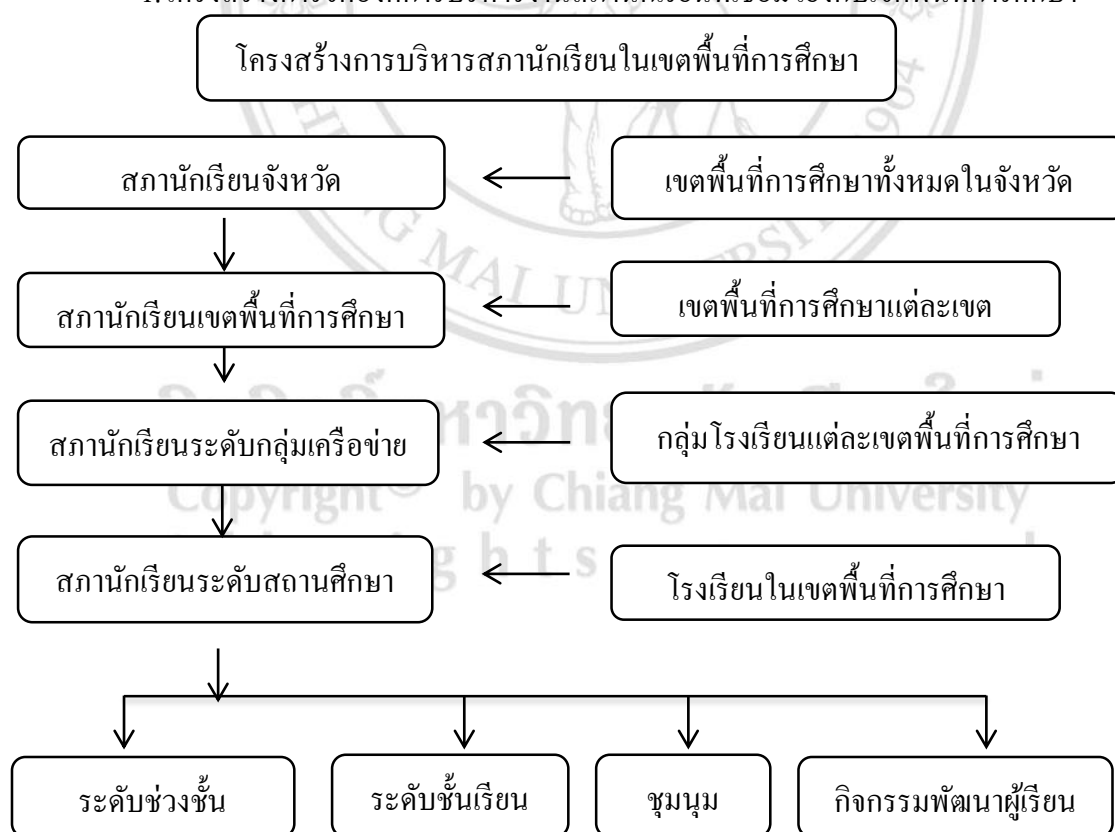 โครงสร้างการบริหารสภานักเรียนในเขตพื้นที่การศึกษา
สภานักเรียนจังหวัด
เขตพื้นที่การศึกษาทั้งหมดในจังหวัด
สภานักเรียนเขตพื้นที่การศึกษา
เขตพื้นที่การศึกษาแต่ละเขต
สภานักเรียนระดับกลุ่มเครือข่าย
กลุ่มโรงเรียนแต่ละเขตพื้นที่การศึกษา
Copyright© by Chiang Mai University
สภานักเรียนระดับสถานศึกษา
โรงเรียนในเขตพื้นที่การศึกษา
ระดับช่วงชั้น
ระดับชั้นเรียน
ชุมนุม
กิจกรรมพัฒนาผู้เรียน